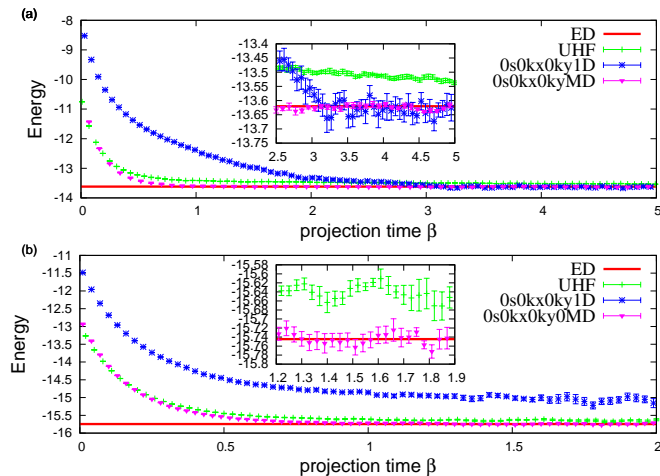 (a)
-8
-9
-10
-11
-12
-13
-14
Energy
0 1 2 3 4 5
projection time β
ED
UHF
0s0kx0ky1D
0s0kx0kyMD
-13.4
-13.45
-13.5
-13.55
-13.6
-13.65
-13.7
-13.75
2.5 3 3.5 4 4.5 5
(b)
-11
-11.5
-12
-12.5
-13
-13.5
-14
-14.5
-15
-15.5
-16
Energy
0 0.5 1 1.5 2
projection time β
ED
UHF
0s0kx0ky1D
0s0kx0ky0MD
-15.58
-15.6
-15.62
-15.64
-15.66
-15.68
-15.7
-15.72
-15.74
-15.76
-15.78
-15.8
1.2 1.3 1.4 1.5 1.6 1.7 1.8 1.9